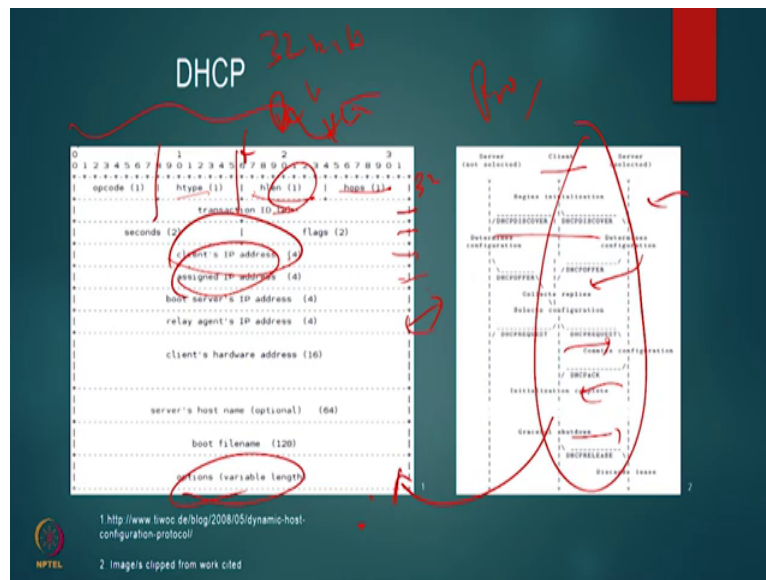 DHCP
0 1 2 3
0 1 2 3 4 5 6 7 8 9 0 1 2 3 4 5 6 7 8 9 0 1 2 3 4 5 6 7 8 9 0 1
opcode (1) htype (1) hlen (1) hops (1)
transaction ID
seconds (2) flags (2)
client's IP address (4)
assigned IP address (4)
boot server's IP address (4)
relay agent's IP address (4)
client's hardware address (16)
server's host name (optional) (64)
boot filename (120)
options (variable length)
1
Server Client Server
(not selected) selected)
Begins initialization
DHCPDISCOVER DHCPDISCOVER
Determines Determines
configuration configuration
DHCPOFFER
DHCPOFFER
Collects replies
Selects configuration
DHCPREQUEST DHCPREQUEST
Commits configuration
DHCPACK
Initialization complete
Graceful shutdown
DHCPRELEASE
Discards lease
2
1.http://www.tiwoc.de/blog/2008/05/dynamic-host-
configuration-protocol/
2 Image/s clipped from work cited
NPTEL
32